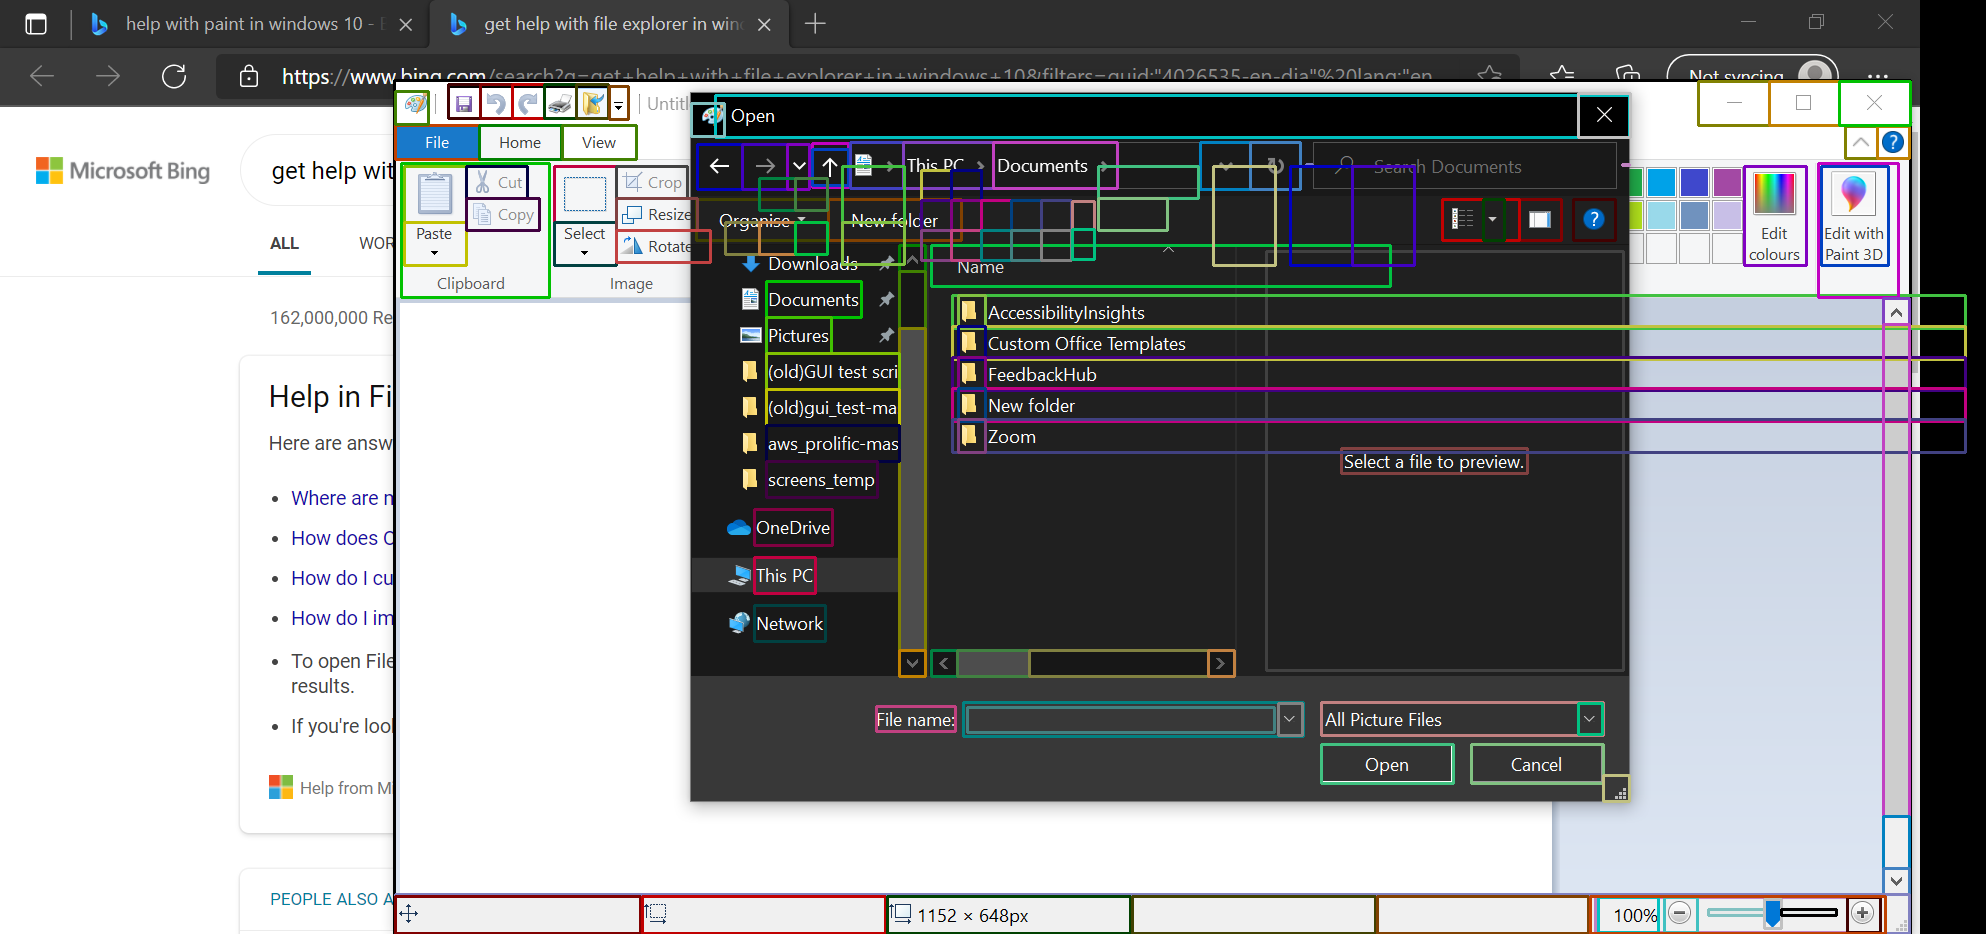 help with paint in windows 10 -
get help with file explorer in win
https://www.bing.com/search?q=get+help+with+file+explorer+in+windows+10&filters=guid:"4026535-en-dia"%20lang:"en
Not syncing
Untitl
Open
File
Home
View
This PC
Documents
Search Documents
Microsoft Bing
get help wit
Cut
Copy
Paste
Clipboard
Crop
Resize
Rotate
Select
Image
Organise
New folder
Edit colours
Edit with Paint 3D
ALL
WOR
Name
Downloads
Documents
Pictures
(old)GUI test scri
(old)gui_test-ma
aws_prolific-mas
screens_temp
OneDrive
This PC
Network
AccessibilityInsights
Custom Office Templates
FeedbackHub
New folder
Zoom
Select a file to preview.
162,000,000 Re
Help in Fi
Here are answ
Where are n
How does C
How do I cu
How do I im
To open File
results.
If you're loo
Help from Mi
File name:
All Picture Files
Open
Cancel
PEOPLE ALSO A
1152 × 648px
100%